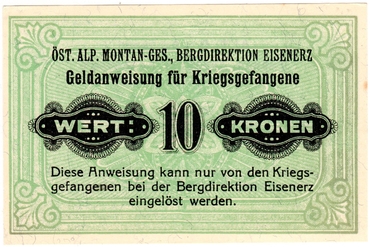 ÖST. ALP. MONTAN-GES., BERGDIREKTION EISENERZ
Geldanweisung für Kriegsgefangene
WERT: 10 KRONEN
Diese Anweisung kann nur von den Kriegs-
gefangenen bei der Bergdirektion Eisenerz
eingelöst werden.